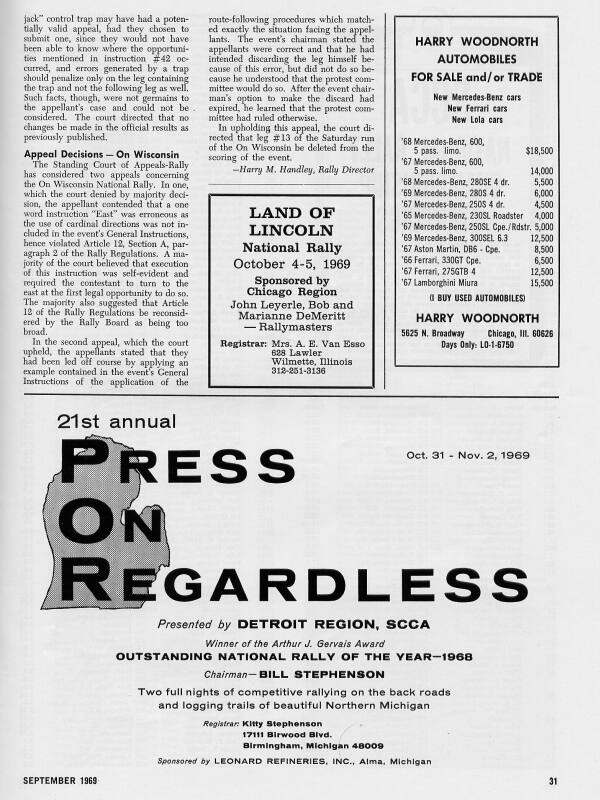 jack" control trap may have had a poten-
tially valid appeal, had they chosen to
submit one, since they would not have
been able to know where the opportuni-
ties mentioned in instruction #42 oc-
curred, and errors generated by a trap
should penalize only on the leg containing
the trap and not the following leg as well.
Such facts, though, were not germains to
the appellant's case and could not be
considered. The court directed that no
changes be made in the official results as
previously published.
Appeal Decisions — On Wisconsin
The Standing Court of Appeals-Rally
has considered two appeals concerning
the On Wisconsin National Rally. In one,
which the court denied by majority deci-
sion, the appellant contended that a one
word instruction "East" was erroneous as
the use of cardinal directions was not in-
cluded in the event's General Instructions,
hence violated Article 12, Section A, par-
agraph 2 of the Rally Regulations. A ma-
jority of the court believed that execution
of this instruction was self-evident and
required the contestant to turn to the
east at the first legal opportunity to do so.
The majority also suggested that Article
12 of the Rally Regulations be reconsid-
ered by the Rally Board as being too
broad.
In the second appeal, which the court
upheld, the appellants stated that they
had been led off course by applying an
example contained in the event's General
Instructions of the application of the
route-following procedures which match-
ed exactly the situation facing the appel-
lants. The event's chairman stated the
appellants were correct and that he had
intended discarding the leg himself be-
cause of this error, but did not do so be-
cause he understood that the protest com-
mittee would do so. After the event chair-
man's option to make the discard had
expired, he learned that the protest com-
mittee had ruled otherwise.
In upholding this appeal, the court di-
rected that leg #13 of the Saturday run
of the On Wisconsin be deleted from the
scoring of the event.
—Harry M. Handley, Rally Director
LAND OF
LINCOLN
National Rally
October 4-5, 1969
Sponsored by
Chicago Region
John Leyerle, Bob and
Marianne DeMeritt
— Rallymasters
Registrar: Mrs. A. E. Van Esso
628 Lawler
Wilmette, Illinois
312-251-3136
HARRY WOODNORTH
AUTOMOBILES
FOR SALE and/or TRADE
New Mercedes-Benz cars
New Ferrari cars
New Lola cars
'68 Mercedes-Benz, 600,
5 pass. limo. $18,500
'67 Mercedes-Benz, 600,
5 pass. limo. 14,000
'68 Mercedes-Benz, 280SE 4 dr. 5,500
'69 Mercedes-Benz, 280S 4 dr. 6,000
'67 Mercedes-Benz, 250S 4 dr. 4,500
'65 Mercedes-Benz, 230SL Roadster 4,000
'67 Mercedes-Benz, 250SL Cpe./Rdstr. 5,000
'69 Mercedes-Benz, 300SEL 6.3 12,500
'67 Aston Martin, DB6 - Cpe. 8,500
'66 Ferrari, 330GT Cpe. 6,500
'67 Ferrari, 275GTB 4 12,500
'67 Lamborghini Miura 15,500
(I BUY USED AUTOMOBILES)
HARRY WOODNORTH
5625 N. Broadway Chicago, Ill. 60626
Days Only: LO-1-6750
21st annual
PRESS
ON
REGARDLESS
Oct. 31 - Nov. 2, 1969
Presented by DETROIT REGION, SCCA
Winner of the Arthur J. Gervais Award
OUTSTANDING NATIONAL RALLY OF THE YEAR—1968
Chairman— BILL STEPHENSON
Two full nights of competitive rallying on the back roads
and logging trails of beautiful Northern Michigan
Registrar: Kitty Stephenson
17111 Birwood Blvd.
Birmingham, Michigan 48009
Sponsored by LEONARD REFINERIES, INC., Alma, Michigan
SEPTEMBER 1969
31